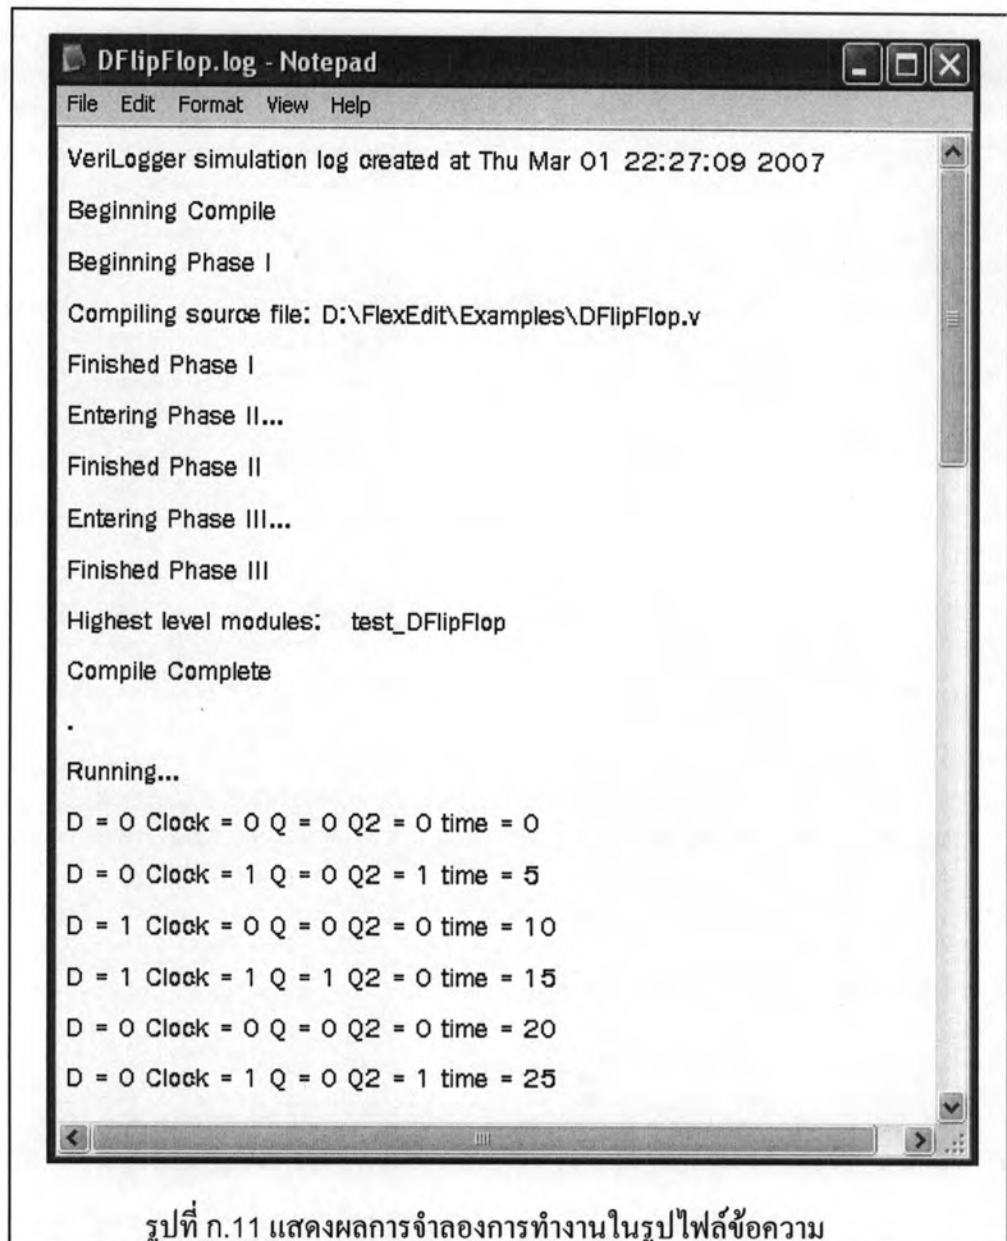 DFlipFlop.log - Notepad
File Edit Format View Help
VeriLogger simulation log created at Thu Mar 01 22:27:09 2007
Beginning Compile
Beginning Phase I
Compiling source file: D:\FlexEdit\Examples\DFlipFlop.v
Finished Phase I
Entering Phase II...
Finished Phase II
Entering Phase III...
Finished Phase III
Highest level modules: test_DFlipFlop
Compile Complete
.
Running...
D = 0 Clock = 0 Q = 0 Q2 = 0 time = 0
D = 0 Clock = 1 Q = 0 Q2 = 1 time = 5
D = 1 Clock = 0 Q = 0 Q2 = 0 time = 10
D = 1 Clock = 1 Q = 1 Q2 = 0 time = 15
D = 0 Clock = 0 Q = 0 Q2 = 0 time = 20
D = 0 Clock = 1 Q = 0 Q2 = 1 time = 25
รูปที่ ก.11 แสดงผลการจำลองการทำงานในรูปไฟล์ข้อความ